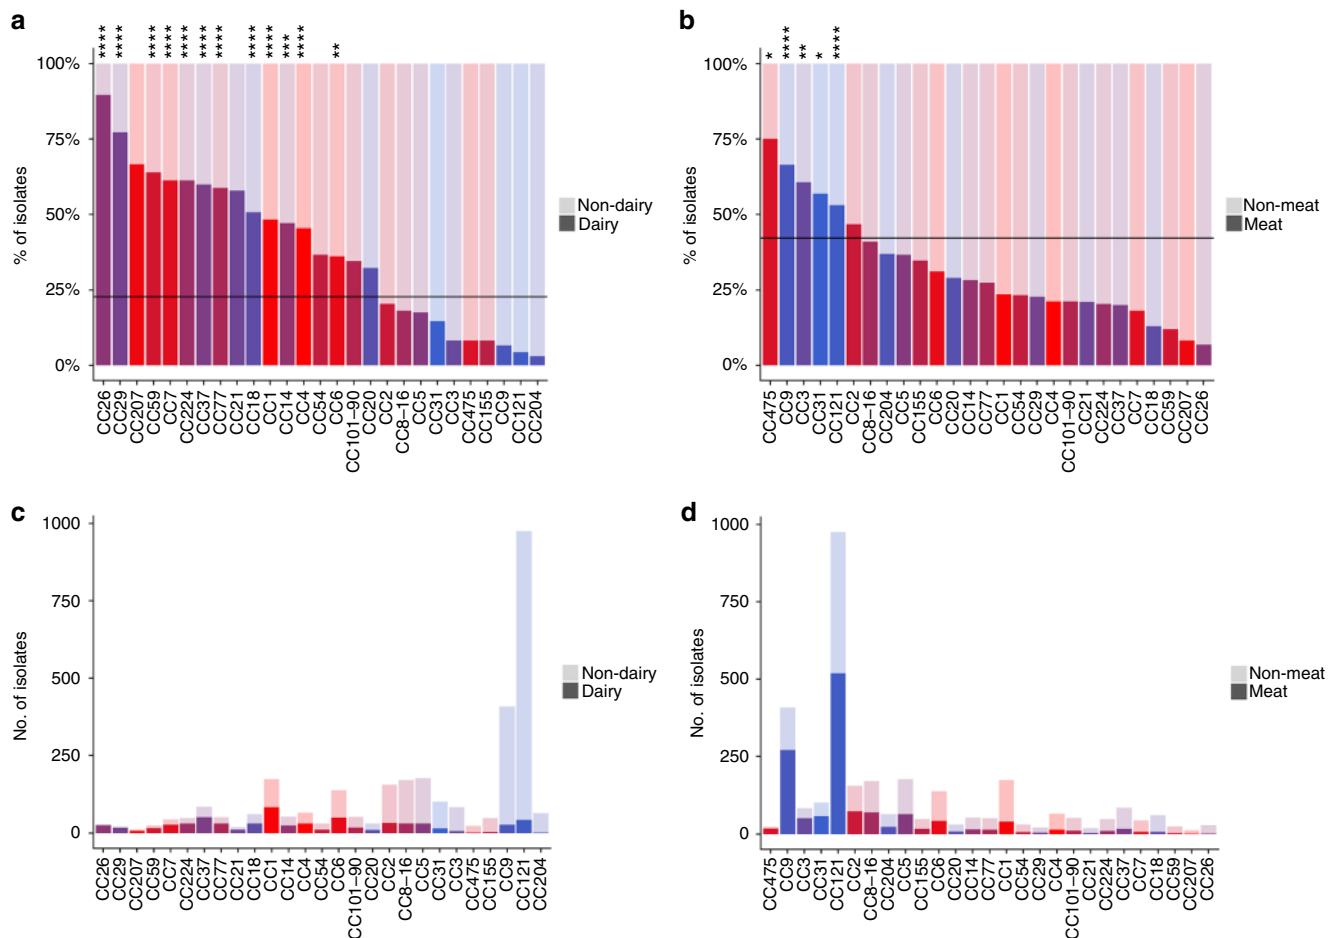 a
**** **** **** **** **** **** **** **** **** *** **** **
100%
75%
50%
25%
0%
% of isolates
Non-dairy
Dairy
CC26 CC29 CC207 CC59 CC7 CC224 CC37 CC77 CC21 CC18 CC1 CC14 CC4 CC54 CC6 CC101–90 CC20 CC2 CC8–16 CC5 CC31 CC3 CC475 CC155 CC9 CC121 CC204
b
* **** ** * ****
100%
75%
50%
25%
0%
% of isolates
Non-meat
Meat
CC475 CC9 CC3 CC31 CC121 CC2 CC8–16 CC204 CC5 CC155 CC6 CC20 CC14 CC77 CC1 CC54 CC29 CC4 CC101–90 CC21 CC224 CC37 CC7 CC18 CC59 CC207 CC26
c
1000
750
500
250
0
No. of isolates
Non-dairy
Dairy
CC26 CC29 CC207 CC59 CC7 CC224 CC37 CC77 CC21 CC18 CC1 CC14 CC4 CC54 CC6 CC101–90 CC20 CC2 CC8–16 CC5 CC31 CC3 CC475 CC155 CC9 CC121 CC204
d
1000
750
500
250
0
No. of isolates
Non-meat
Meat
CC475 CC9 CC3 CC31 CC121 CC2 CC8–16 CC204 CC5 CC155 CC6 CC20 CC14 CC77 CC1 CC54 CC29 CC4 CC101–90 CC21 CC224 CC37 CC7 CC18 CC59 CC207 CC26